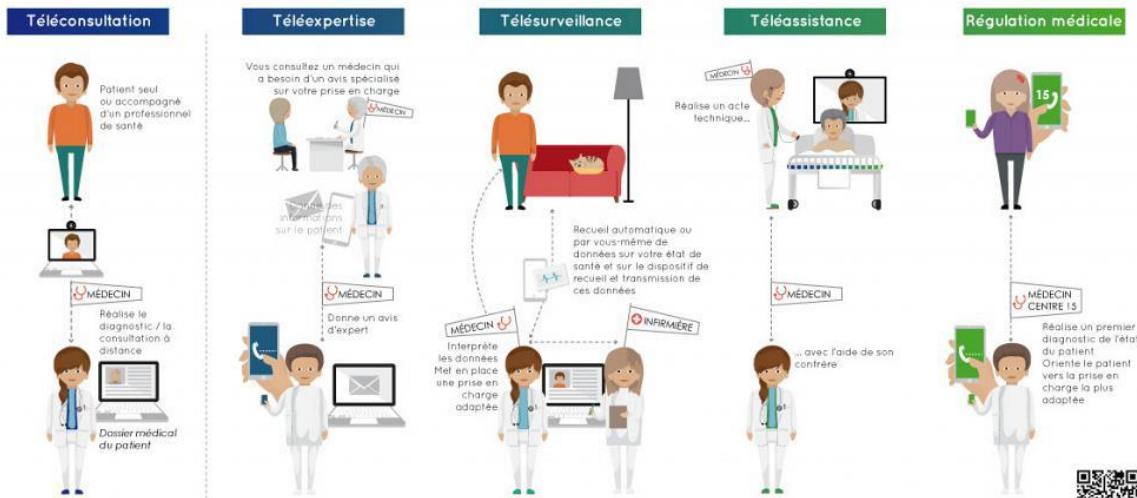 Téléconsultation
Patient seul
ou accompagné
d'un professionnel
de santé
MÉDECIN
Réalise le
diagnostic / la
consultation à
distance
Dossier médical
du patient
Téléexpertise
Vous consultez un médecin qui
a besoin d'un avis spécialisé
sur votre prise en charge
MÉDECIN
des
informations
sur le patient
MÉDECIN
Donne un avis
d'expert
Télésurveillance
Recueil automatique ou
par vous-même de
données sur votre état de
santé et sur le dispositif de
recueil et transmission de
ces données
MÉDECIN
INFIRMIÈRE
Interprète
les données
Met en place
une prise en
charge
adaptée
Téléassistance
MÉDECIN
Réalise un acte
technique...
MÉDECIN
... avec l'aide de son
confrère
Régulation médicale
15
MÉDECIN
CENTRE 15
Réalise un premier
diagnostic de l'état
du patient
Oriente le patient
vers la prise en
charge la plus
adaptée